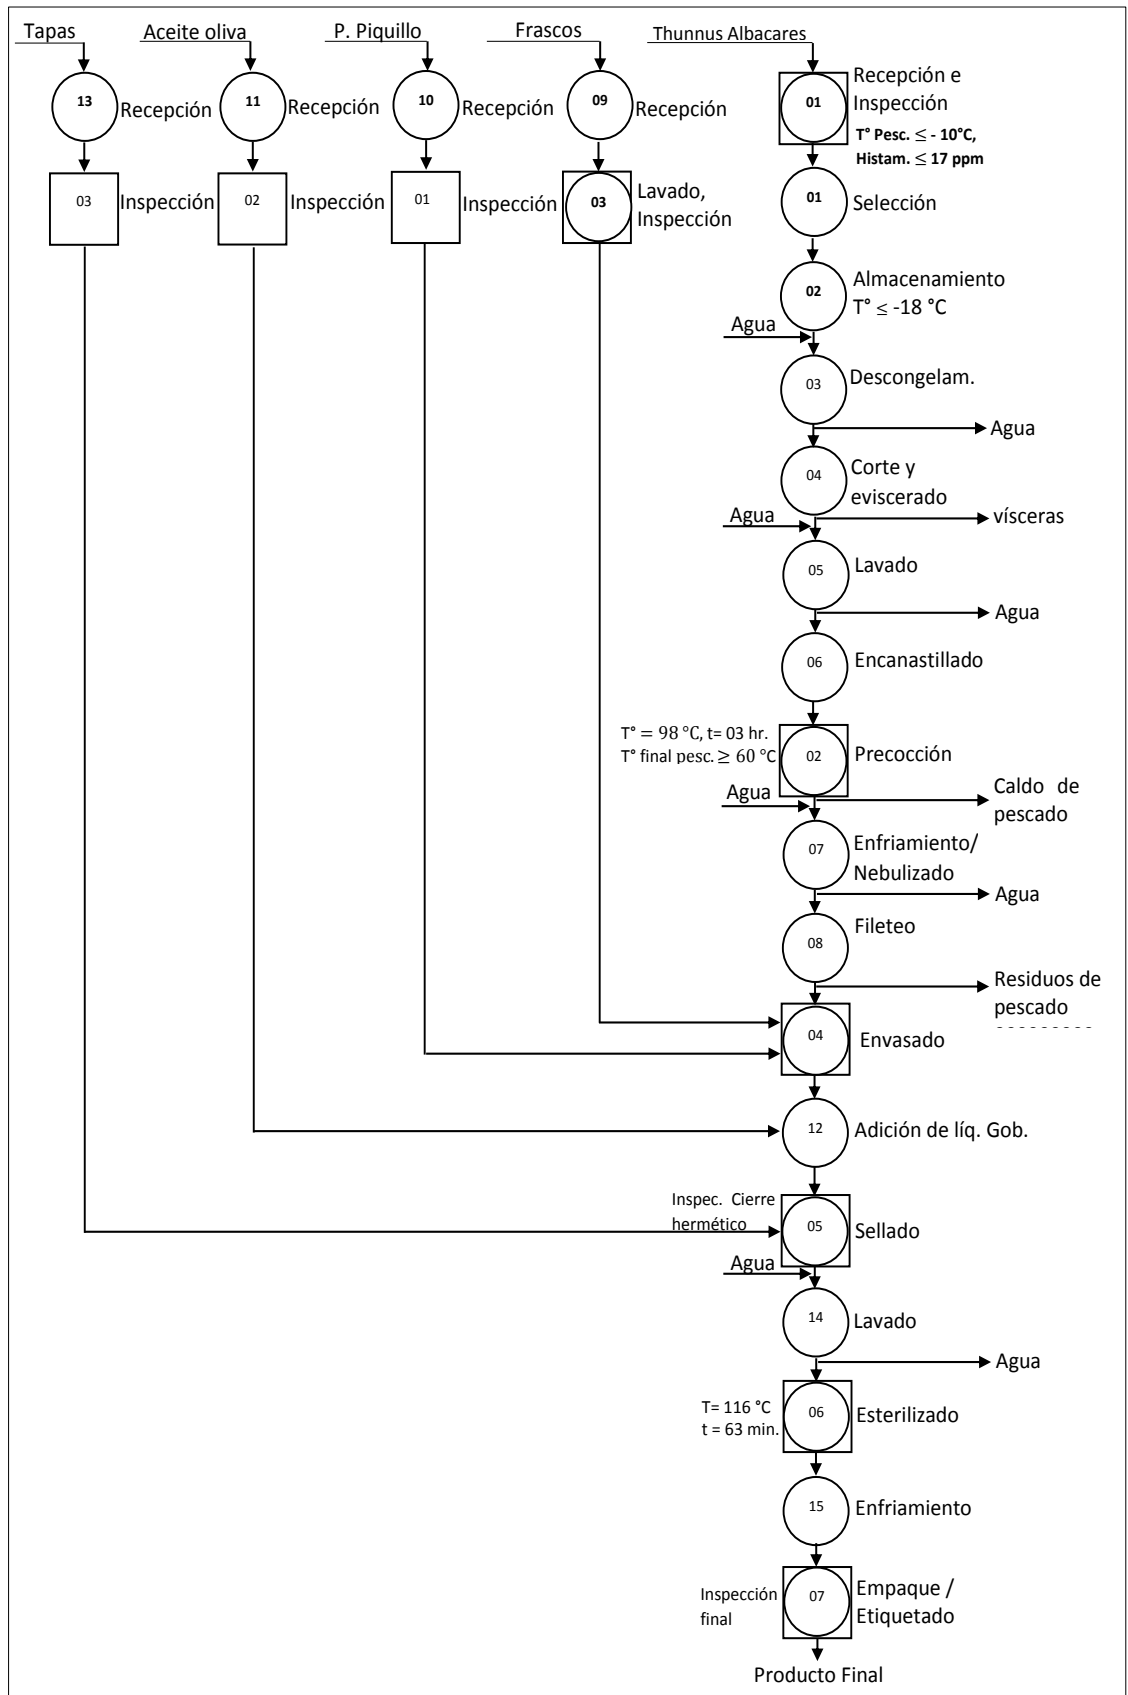 Tapas
Aceite oliva
P. Piquillo
Frascos
Thunnus Albacares
13
Recepción
11
Recepción
10
Recepción
09
Recepción
01
Recepción e
Inspección
T° Pesc. ≤ - 10°C,
Histam. ≤ 17 ppm
03
Inspección
02
Inspección
01
Inspección
03
Lavado,
Inspección
01
Selección
02
Almacenamiento
T° ≤ -18 °C
Agua
03
Descongelam.
Agua
04
Corte y
eviscerado
Agua
vísceras
05
Lavado
Agua
06
Encanastillado
T° = 98 °C, t= 03 hr.
T° final pesc. ≥ 60 °C
02
Precocción
Agua
Caldo de
pescado
07
Enfriamiento/
Nebulizado
Agua
08
Fileteo
Residuos de
pescado
04
Envasado
12
Adición de líq. Gob.
Inspec. Cierre
hermético
05
Sellado
Agua
14
Lavado
Agua
T= 116 °C
t = 63 min.
06
Esterilizado
15
Enfriamiento
Inspección
final
07
Empaque /
Etiquetado
Producto Final